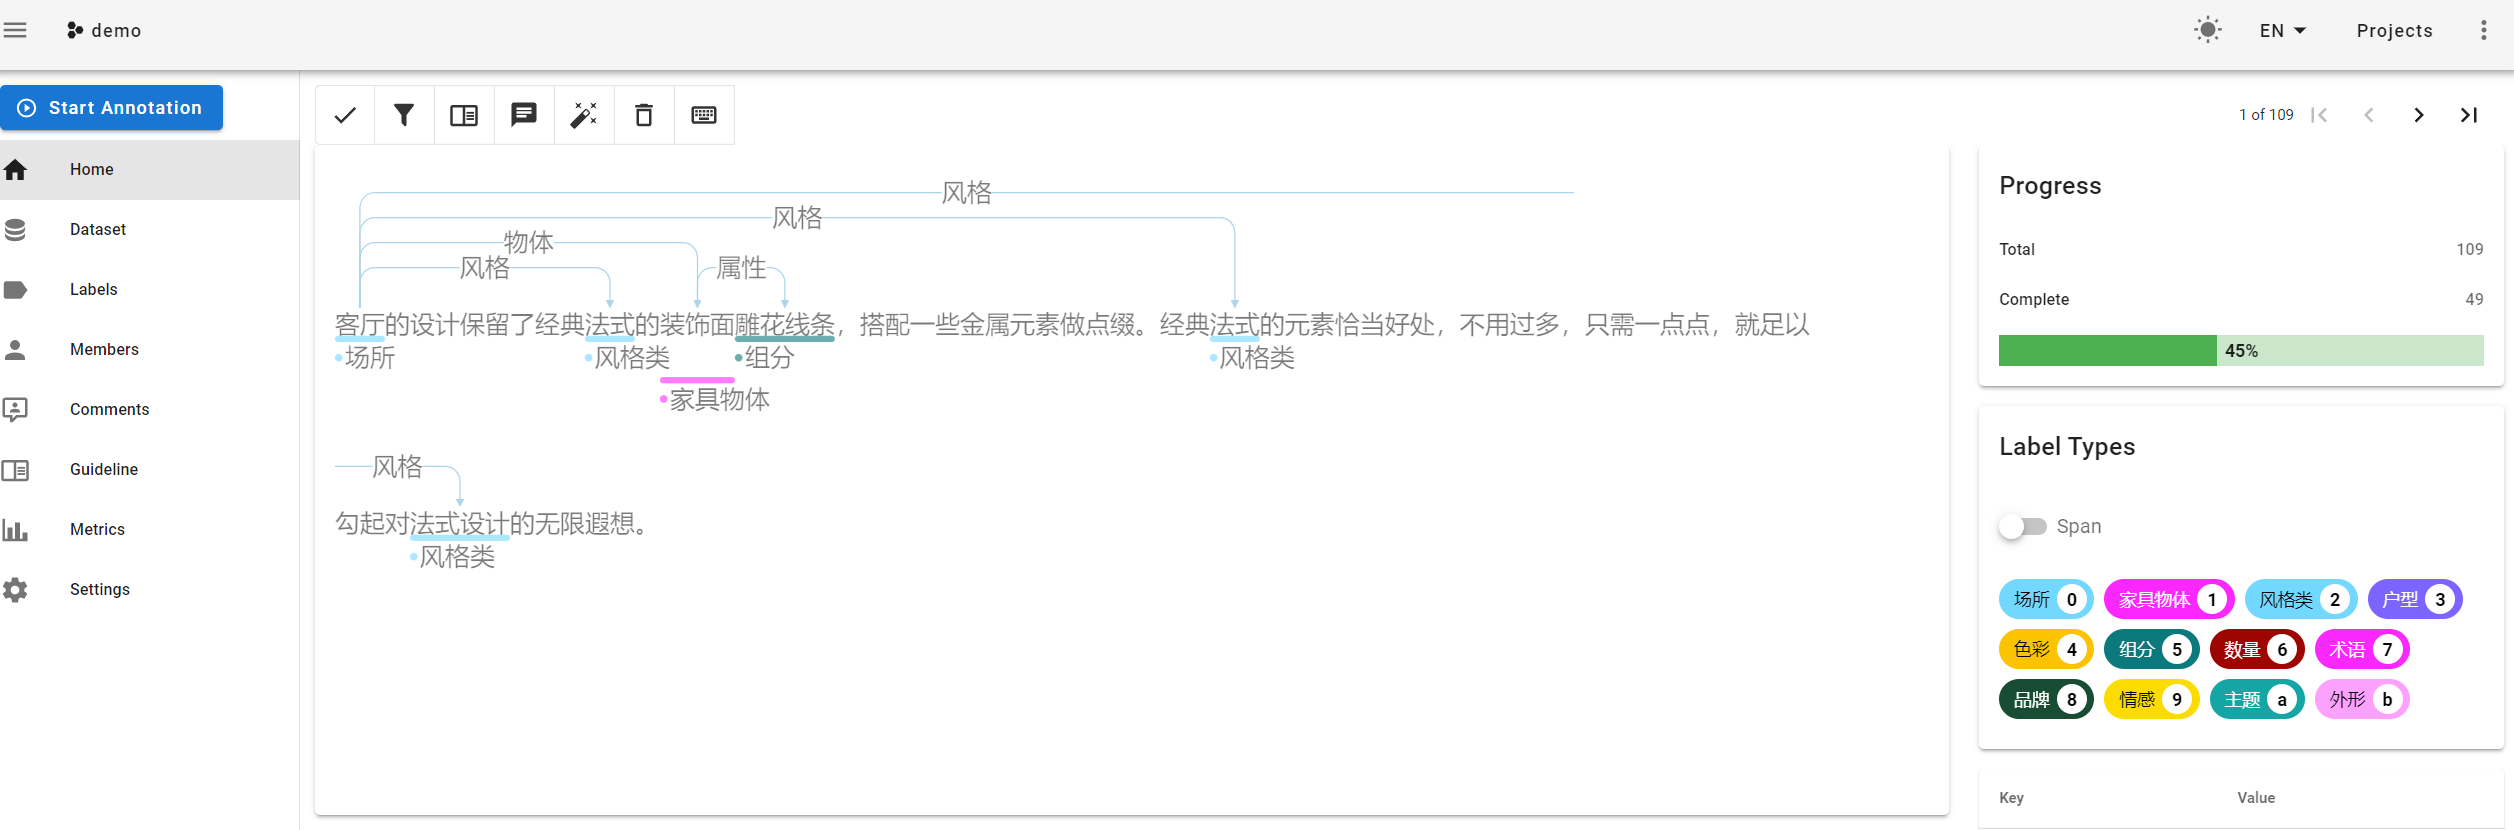 demo
EN
Projects
Start Annotation
1 of 109
Home
Dataset
Labels
Members
Comments
Guideline
Metrics
Settings
风格
风格
物体
风格
属性
客厅的设计保留了经典法式的装饰面雕花线条，搭配一些金属元素做点缀。经典法式的元素恰当好处，不用过多，只需一点点，就足以
场所
风格类
组分
风格类
家具物体
风格
勾起对法式设计的无限遐想。
风格类
Progress
Total 109
Complete 49
45%
Label Types
Span
场所 0 家具物体 1 风格类 2 户型 3
色彩 4 组分 5 数量 6 术语 7
品牌 8 情感 9 主题 a 外形 b
Key Value